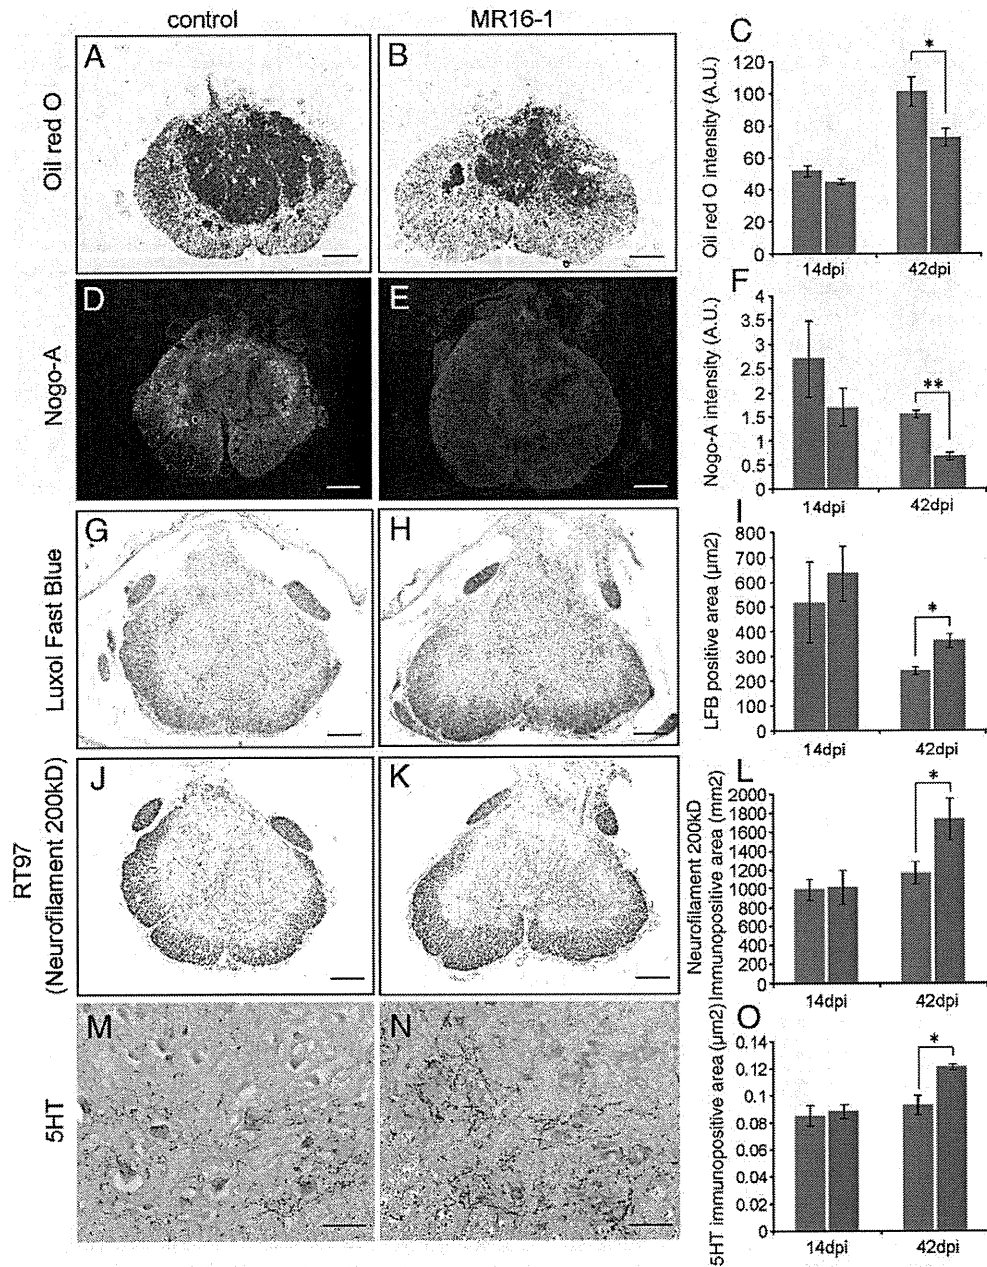 control
MR16-1
A
B
Oil red O
C
Oil red O intensity (A.U.)
120
100
80
60
40
20
0
*
14dpi
42dpi
D
E
Nogo-A
F
Nogo-A intensity (A.U.)
4
3.5
3
2.5
2
1.5
1
0.5
0
**
14dpi
42dpi
G
H
Luxol Fast Blue
I
LFB positive area (µm2)
800
700
600
500
400
300
200
100
0
*
14dpi
42dpi
J
K
RT97
(Neurofilament 200kD)
L
Neurofilament 200kD
Immunopositive area (mm2)
2000
1800
1600
1400
1200
1000
800
600
400
200
0
*
14dpi
42dpi
M
N
5HT
O
5HT immunopositive area (µm2)
0.14
0.12
0.1
0.08
0.06
0.04
0.02
0
*
14dpi
42dpi